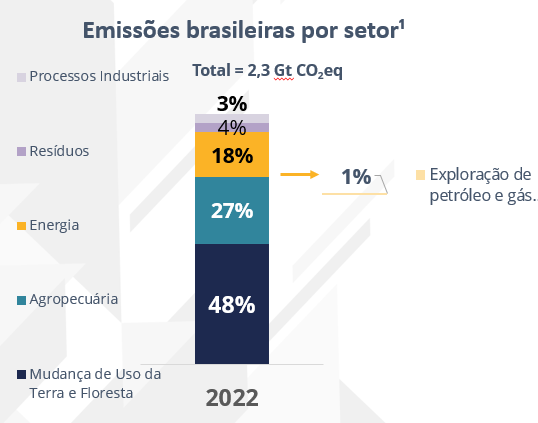 Emissões brasileiras por setor¹
Total = 2,3 Gt CO₂eq
Processos Industriais
Resíduos
Energia
Agropecuária
Mudança de Uso da
Terra e Floresta
3%
4%
18%
27%
48%
2022
1%
Exploração de
petróleo e gás.